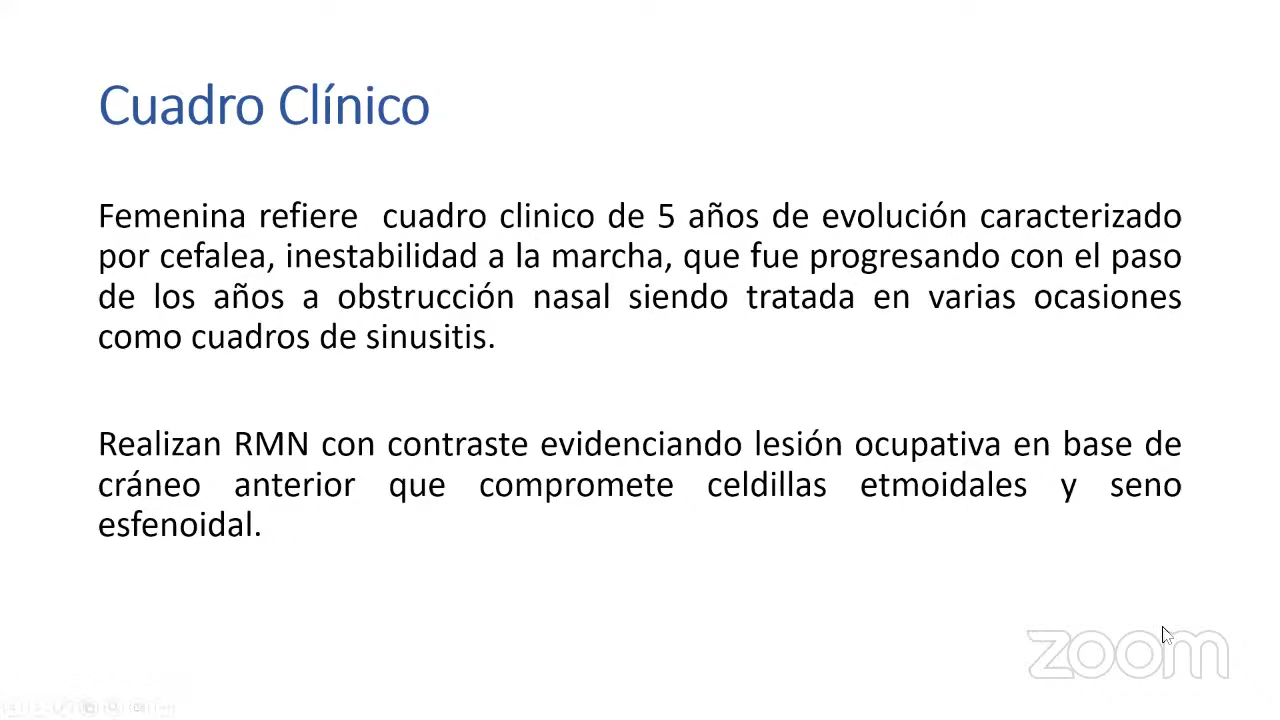 Cuadro Clínico
Femenina refiere cuadro clinico de 5 años de evolución caracterizado
por cefalea, inestabilidad a la marcha, que fue progresando con el paso
de los años a obstrucción nasal siendo tratada en varias ocasiones
como cuadros de sinusitis.
Realizan RMN con contraste evidenciando lesión ocupativa en base de
cráneo anterior que compromete celdillas etmoidales y seno
esfenoidal.
zoom